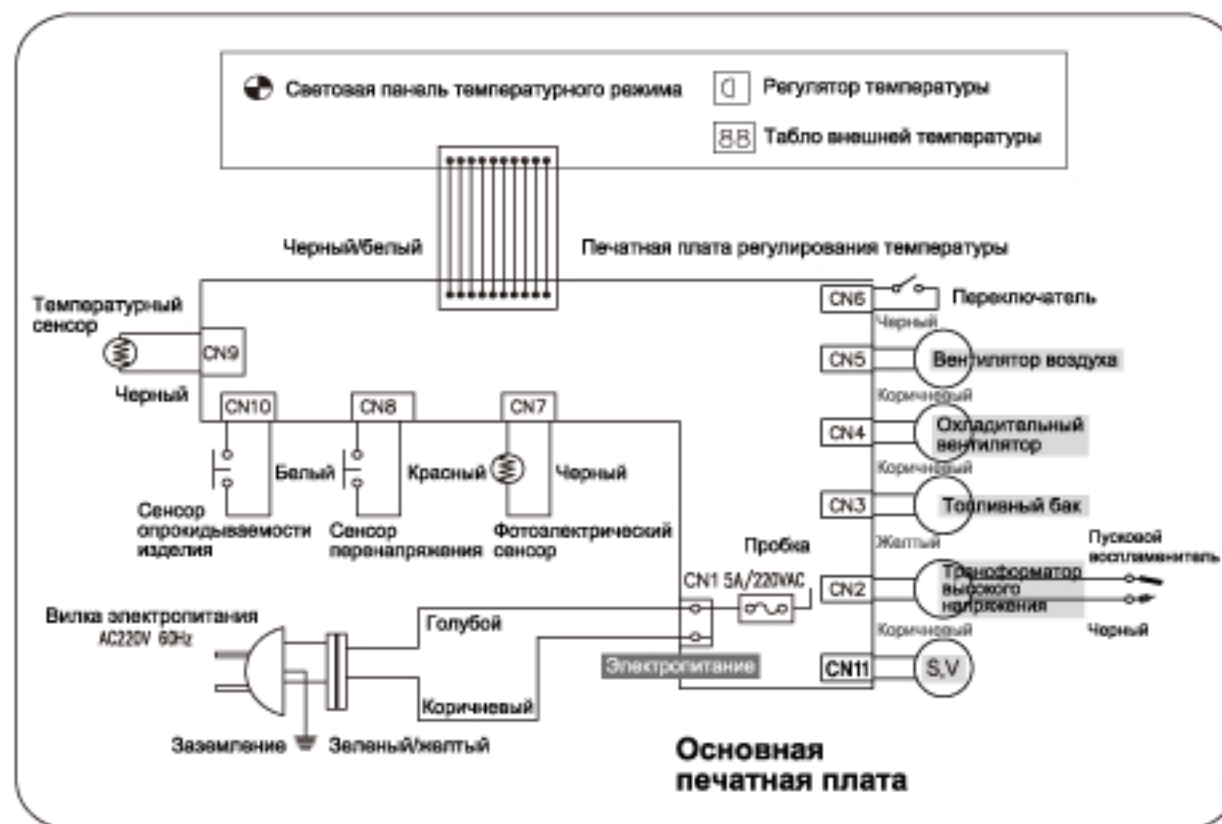 Световая панель температурного режима
Регулятор температуры
88
Табло внешней температуры
Черный/белый
Печатная плата регулирования температуры
Температурный
сенсор
CN9
Черный
CN6
Переключатель
Черный
CN5
Вентилятор воздуха
Коричневый
CN4
Охладительный
вентилятор
Коричневый
CN3
Топливный бак
Желтый
CN10
CN8
CN7
Белый
Красный
Черный
Сенсор
опрокидываемости
изделия
Сенсор
перенапряжения
Фотоэлектрический
сенсор
Пробка
CN1 5A/220VAC
CN2
Трансформатор
высокого
напряжения
Пусковой
воспламенитель
Черный
Коричневый
CN11
S,V
Вилка электропитания
AC220V 60Hz
Голубой
Электропитание
Коричневый
Заземление
Зеленый/желтый
Основная
печатная плата